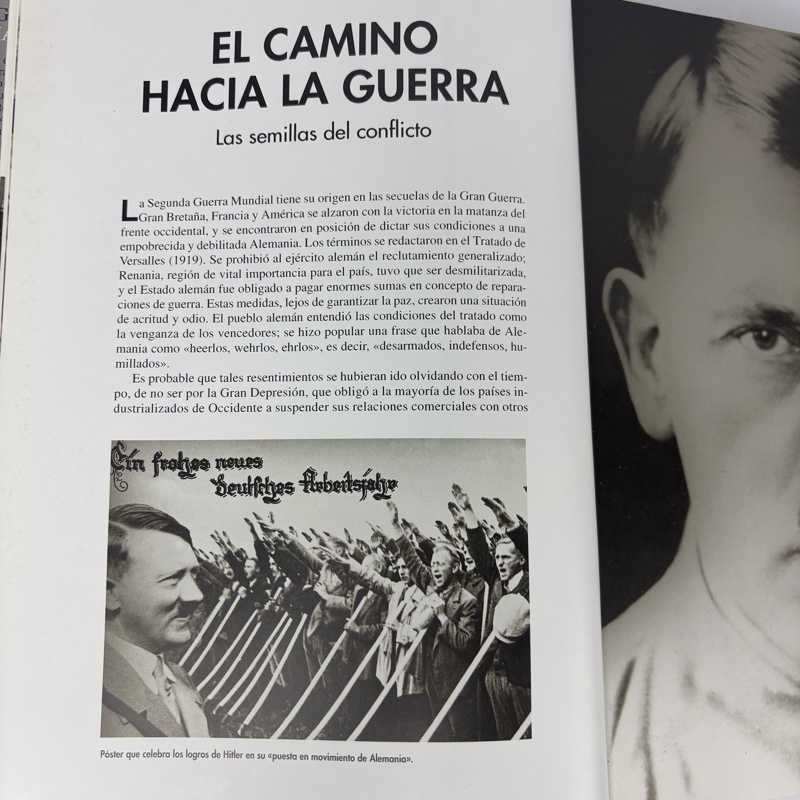 EL CAMINO
HACIA LA GUERRA
Las semillas del conflicto
La Segunda Guerra Mundial tiene su origen en las secuelas de la Gran Guerra.
Gran Bretaña, Francia y América se alzaron con la victoria en la matanza del
frente occidental, y se encontraron en posición de dictar sus condiciones a una
empobrecida y debilitada Alemania. Los términos se redactaron en el Tratado de
Versalles (1919). Se prohibió al ejército alemán el reclutamiento generalizado;
Renania, región de vital importancia para el país, tuvo que ser desmilitarizada,
y el Estado alemán fue obligado a pagar enormes sumas en concepto de repara-
ciones de guerra. Estas medidas, lejos de garantizar la paz, crearon una situación
de acritud y odio. El pueblo alemán entendió las condiciones del tratado como
la venganza de los vencedores; se hizo popular una frase que hablaba de Ale-
mania como «heerlos, wehrlos, ehrlos», es decir, «desarmados, indefensos, hu-
millados».
Es probable que tales resentimientos se hubieran ido olvidando con el tiem-
po, de no ser por la Gran Depresión, que obligó a la mayoría de los países in-
dustrializados de Occidente a suspender sus relaciones comerciales con otros
Ein frohes neues
Deutsches Arbeitsjahr
Póster que celebra los logros de Hitler en su «puesta en movimiento de Alemania».